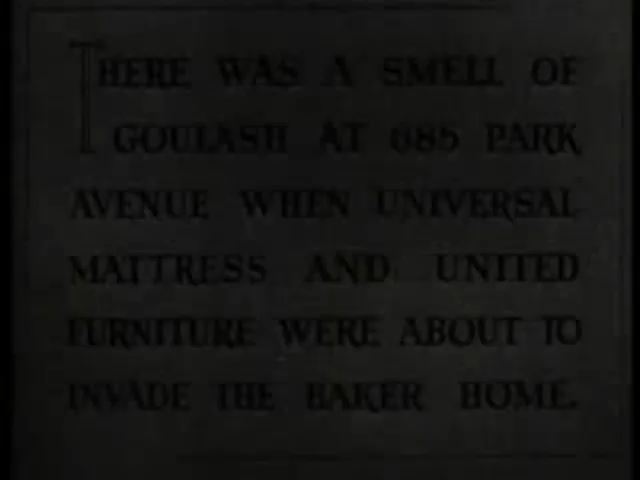 THERE WAS A SMELL OF
GOULASH AT 685 PARK
AVENUE WHEN UNIVERSAL
MATTRESS AND UNITED
FURNITURE WERE ABOUT TO
INVADE THE BAKER HOME.